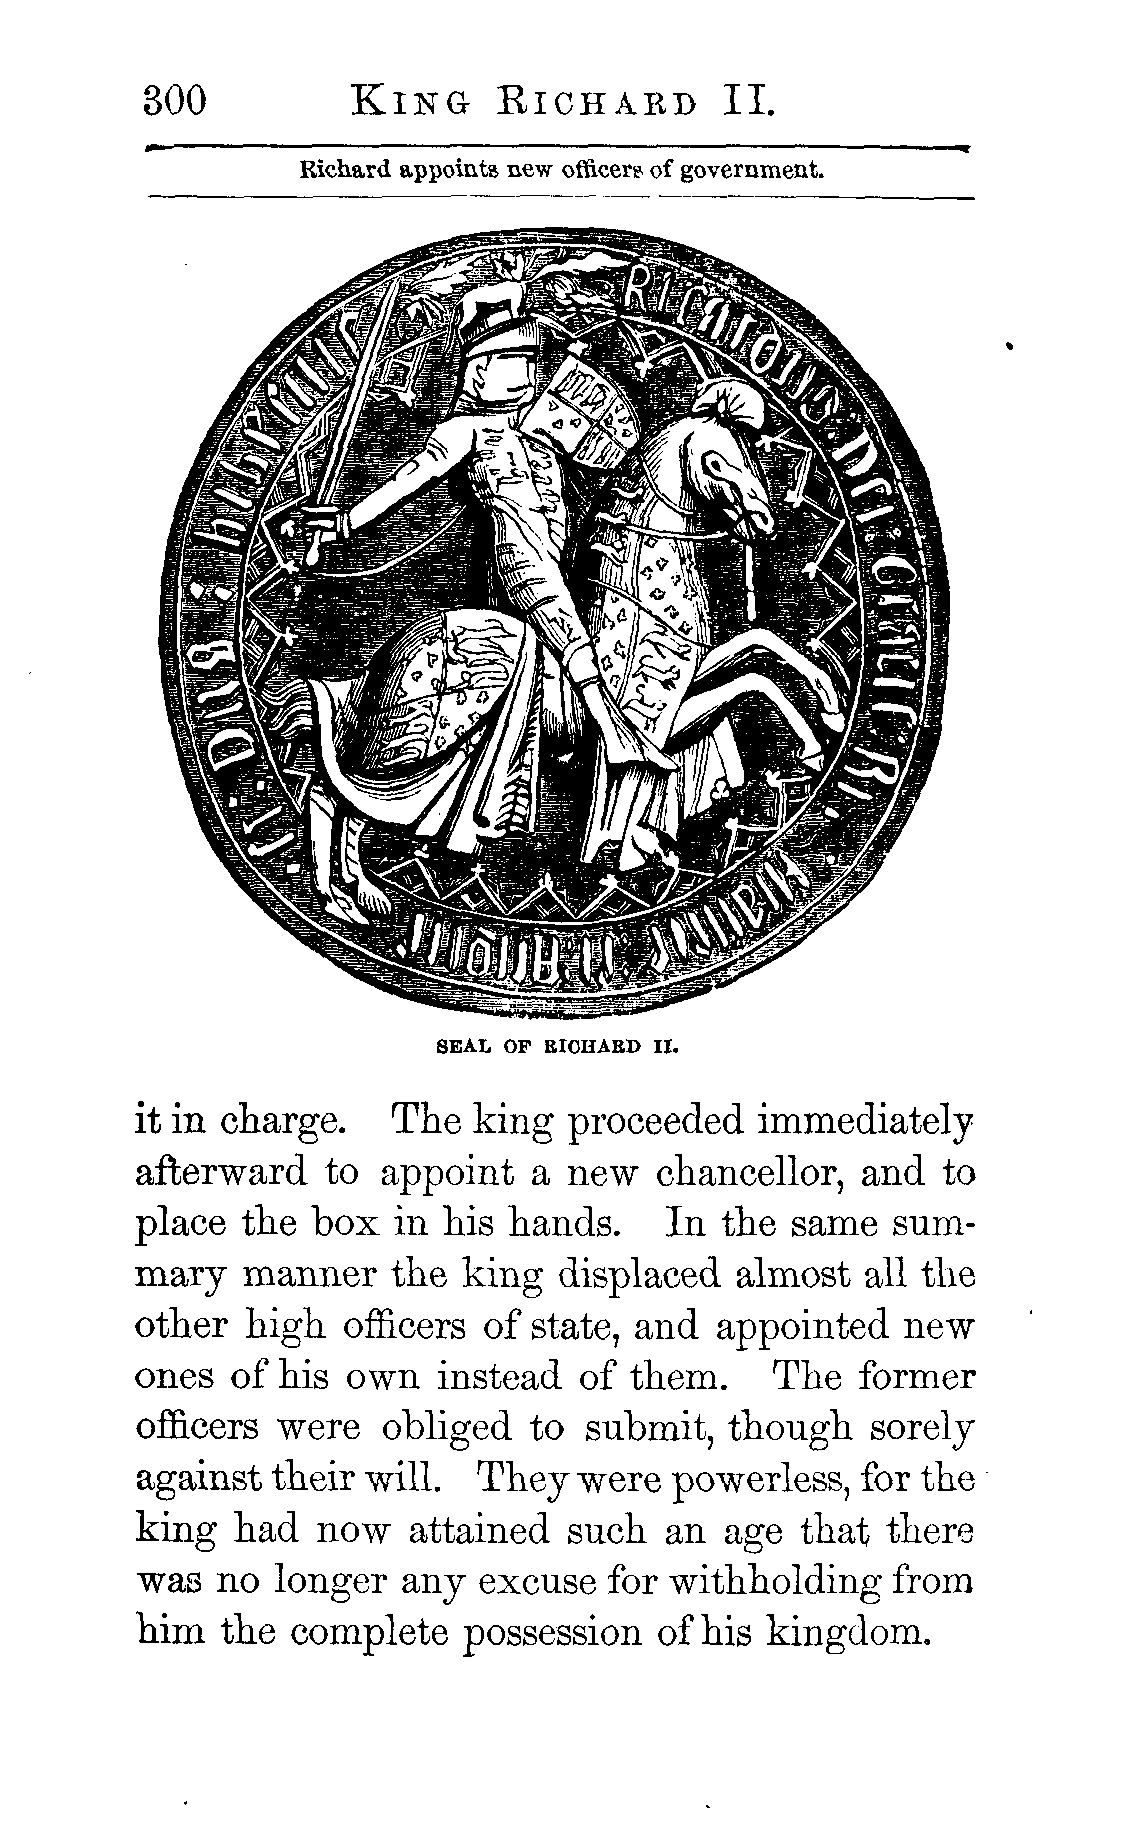 300 KING RICHARD II.
Richard appoints new officers of government.
SEAL OF RICHARD II.
it in charge. The king proceeded immediately
afterward to appoint a new chancellor, and to
place the box in his hands. In the same sum-
mary manner the king displaced almost all the
other high officers of state, and appointed new
ones of his own instead of them. The former
officers were obliged to submit, though sorely
against their will. They were powerless, for the
king had now attained such an age that there
was no longer any excuse for withholding from
him the complete possession of his kingdom.